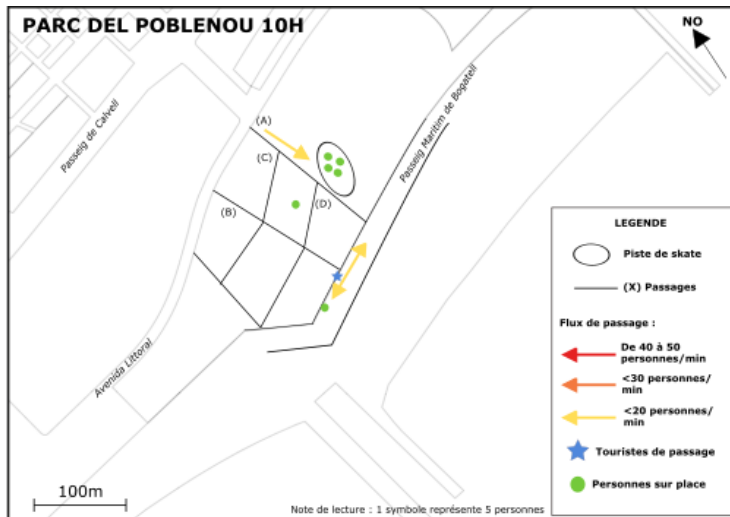 PARC DEL POBLENOU 10H
NO
Passeig de Calvell
(A)
Passeig Maritim de Bogatell
(C)
(D)
(B)
Avenida Littoral
LEGENDE
Piste de skate
(X) Passages
Flux de passage :
De 40 à 50
personnes/min
<30 personnes/
min
<20 personnes/
min
Touristes de passage
Personnes sur place
100m
Note de lecture : 1 symbole représente 5 personnes